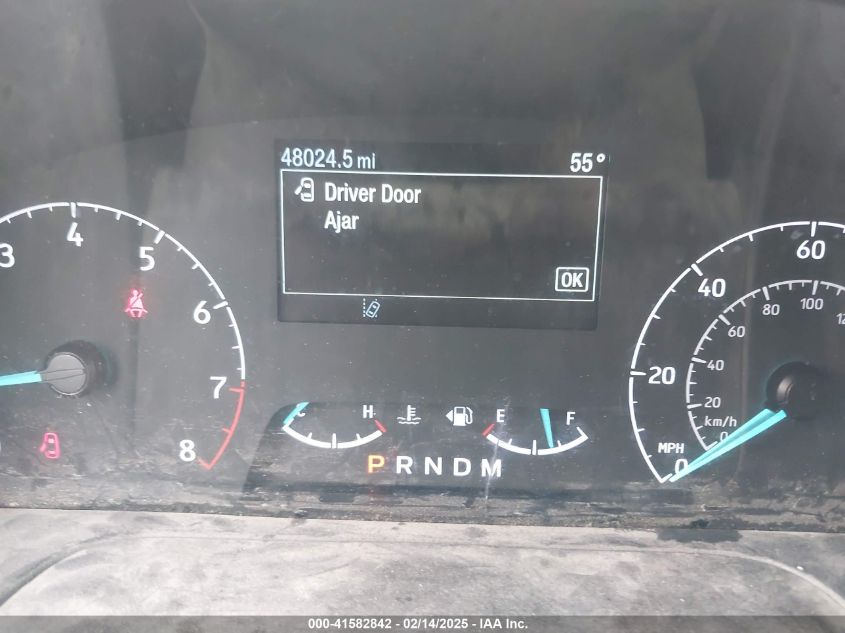 48024.5 mi 55°
Driver Door
Ajar
OK
3 4 5 6 7 8
H E F
P R N D M
0 20 40 60
MPH
20 40 60 80 100
km/h
000-41582842 - 02/14/2025 - IAA Inc.